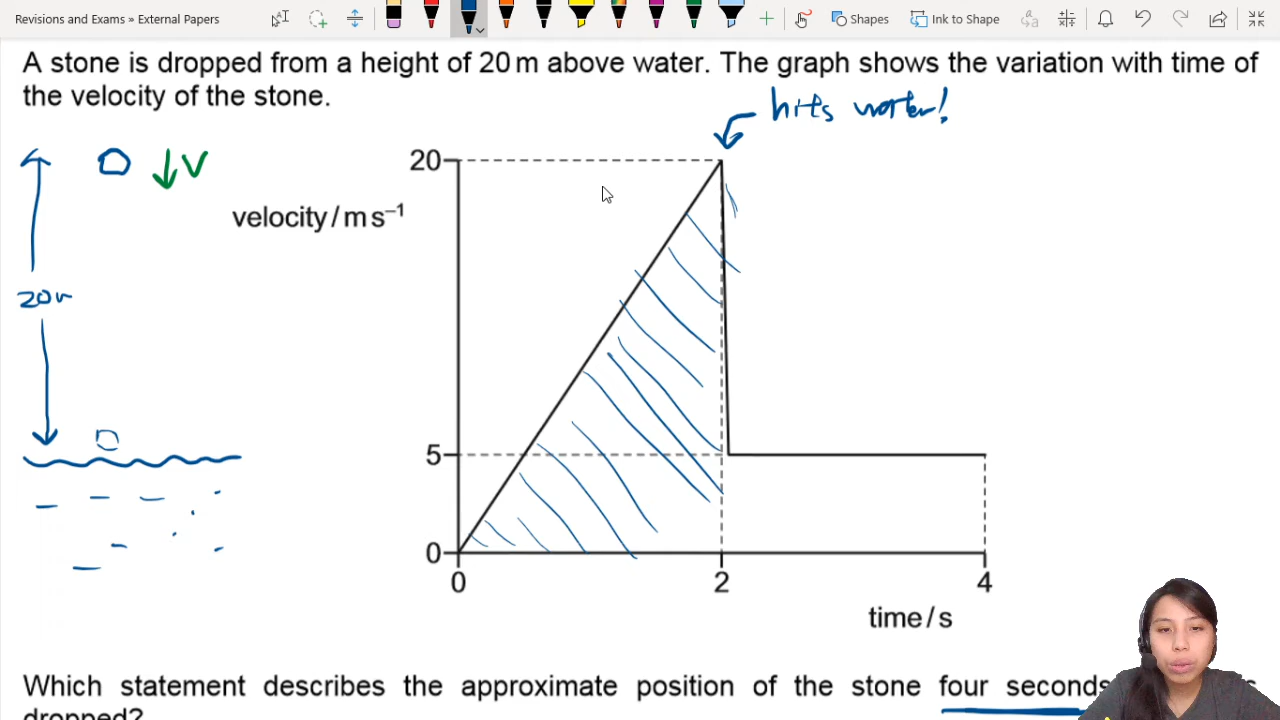 Revisions and Exams » External Papers
Shapes
Ink to Shape
A stone is dropped from a height of 20 m above water. The graph shows the variation with time of
the velocity of the stone.
hits water!
V
20
velocity / m s⁻¹
20m
5
0
0 2 4
time / s
Which statement describes the approximate position of the stone four seconds
dropped?